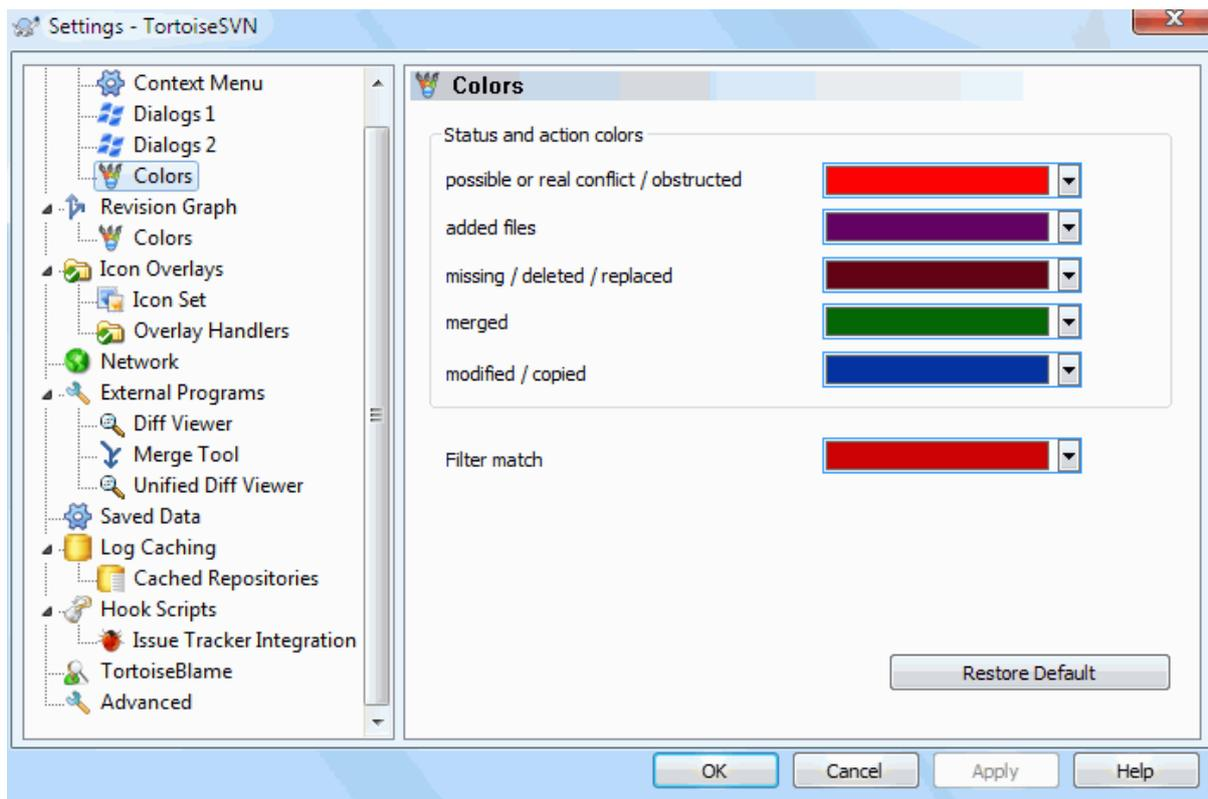 Settings - TortoiseSVN
Context Menu
Dialogs 1
Dialogs 2
Colors
Revision Graph
Colors
Icon Overlays
Icon Set
Overlay Handlers
Network
External Programs
Diff Viewer
Merge Tool
Unified Diff Viewer
Saved Data
Log Caching
Cached Repositories
Hook Scripts
Issue Tracker Integration
TortoiseBlame
Advanced
Colors
Status and action colors
possible or real conflict / obstructed
added files
missing / deleted / replaced
merged
modified / copied
Filter match
Restore Default
OK
Cancel
Apply
Help